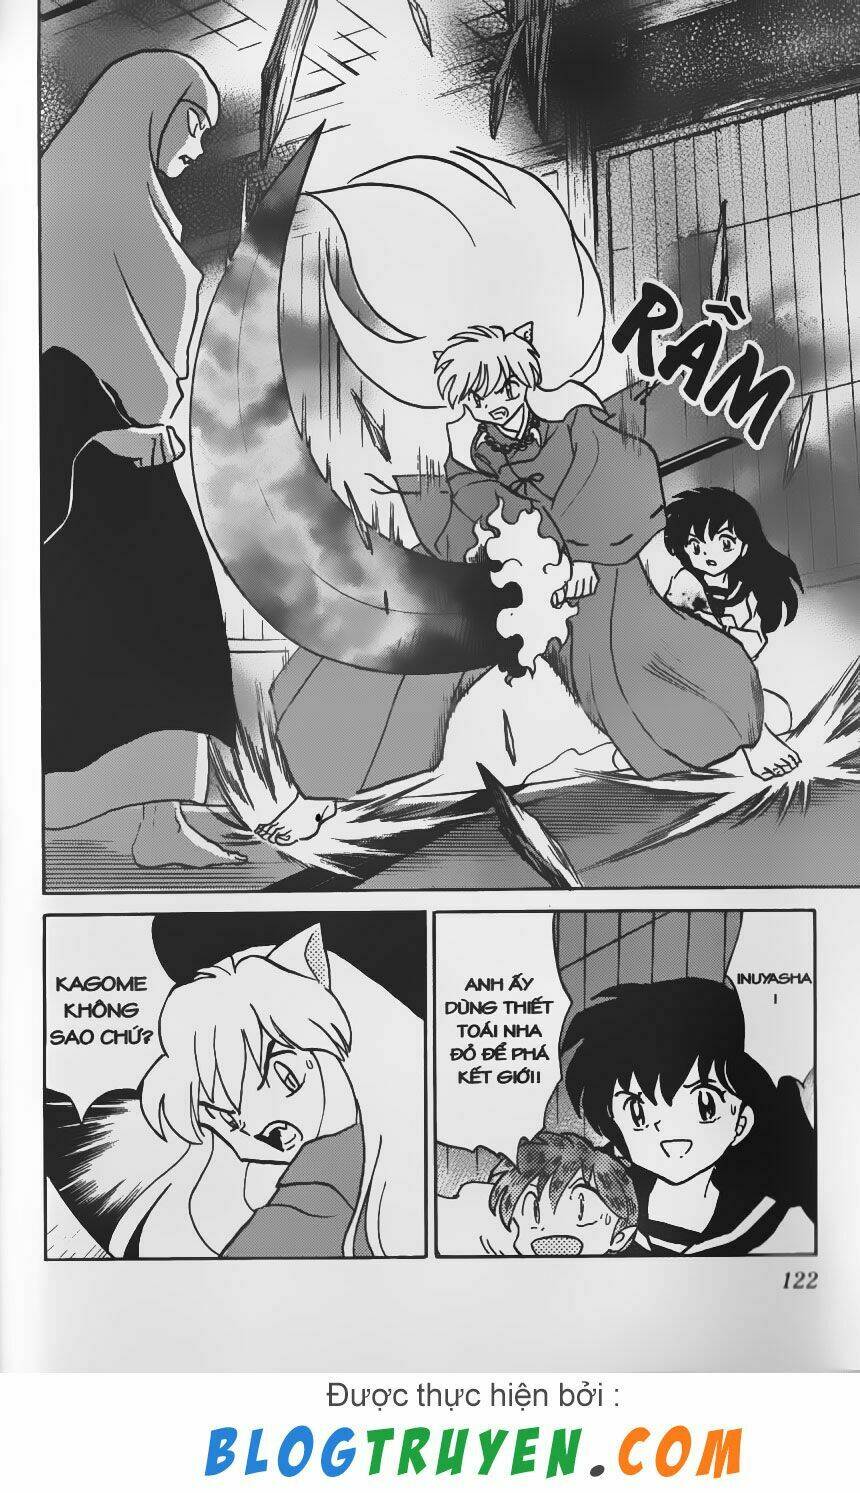 RẦM
INUYASHA
!
ANH ẤY
DÙNG THIẾT
TOÁI NHA
ĐỎ ĐỂ PHÁ
KẾT GIỚI!
KAGOME
KHÔNG
SAO CHỨ?
122
Được thực hiện bởi :
BLOGTRUYEN.COM